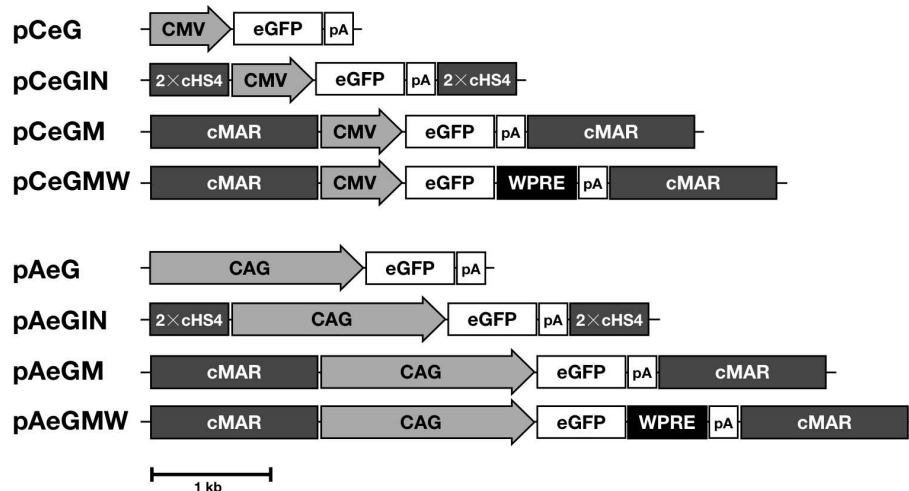 pCeG CMV eGFP pA
pCeGIN 2×cHS4 CMV eGFP pA 2×cHS4
pCeGM cMAR CMV eGFP pA cMAR
pCeGMW cMAR CMV eGFP WPRE pA cMAR
pAeG CAG eGFP pA
pAeGIN 2×cHS4 CAG eGFP pA 2×cHS4
pAeGM cMAR CAG eGFP pA cMAR
pAeGMW cMAR CAG eGFP WPRE pA cMAR
1 kb